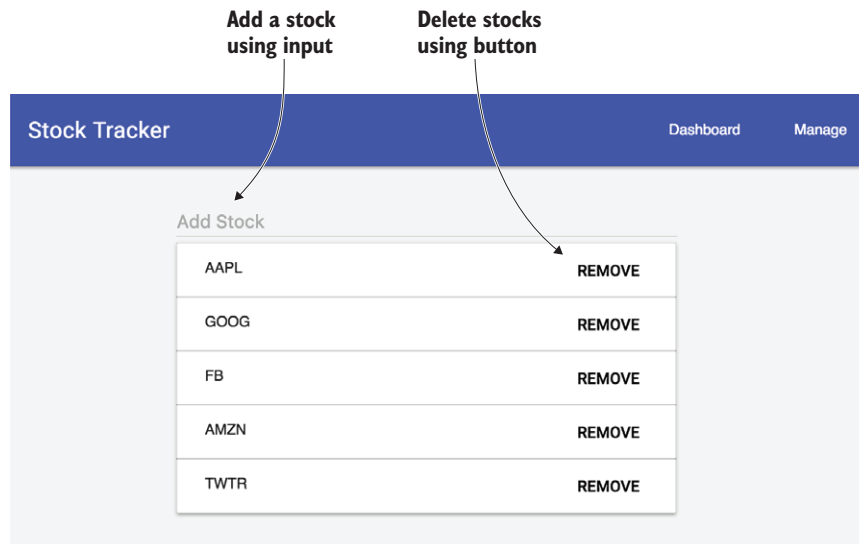 Add a stock
using input
Delete stocks
using button
Stock Tracker
Dashboard
Manage
Add Stock
AAPL
REMOVE
GOOG
REMOVE
FB
REMOVE
AMZN
REMOVE
TWTR
REMOVE